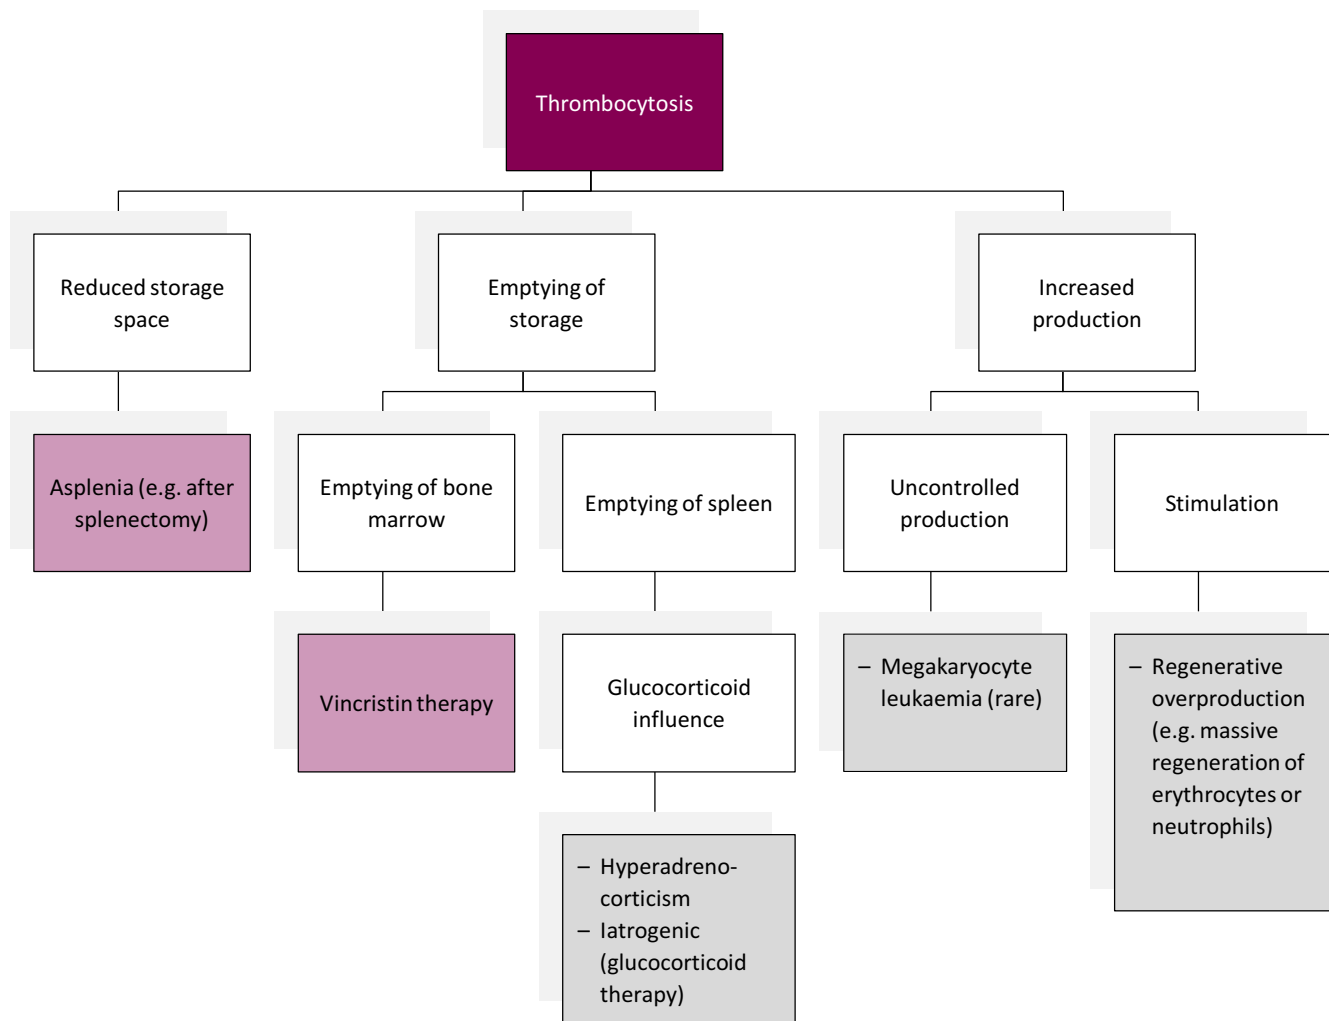 Thrombocytosis
Reduced storage
space
Emptying of
storage
Increased
production
Asplenia (e.g. after
splenectomy)
Emptying of bone
marrow
Emptying of spleen
Uncontrolled
production
Stimulation
Vincristin therapy
Glucocorticoid
influence
– Megakaryocyte
leukaemia (rare)
– Regenerative
overproduction
(e.g. massive
regeneration of
erythrocytes or
neutrophils)
– Hyperadreno-
corticism
– Iatrogenic
(glucocorticoid
therapy)